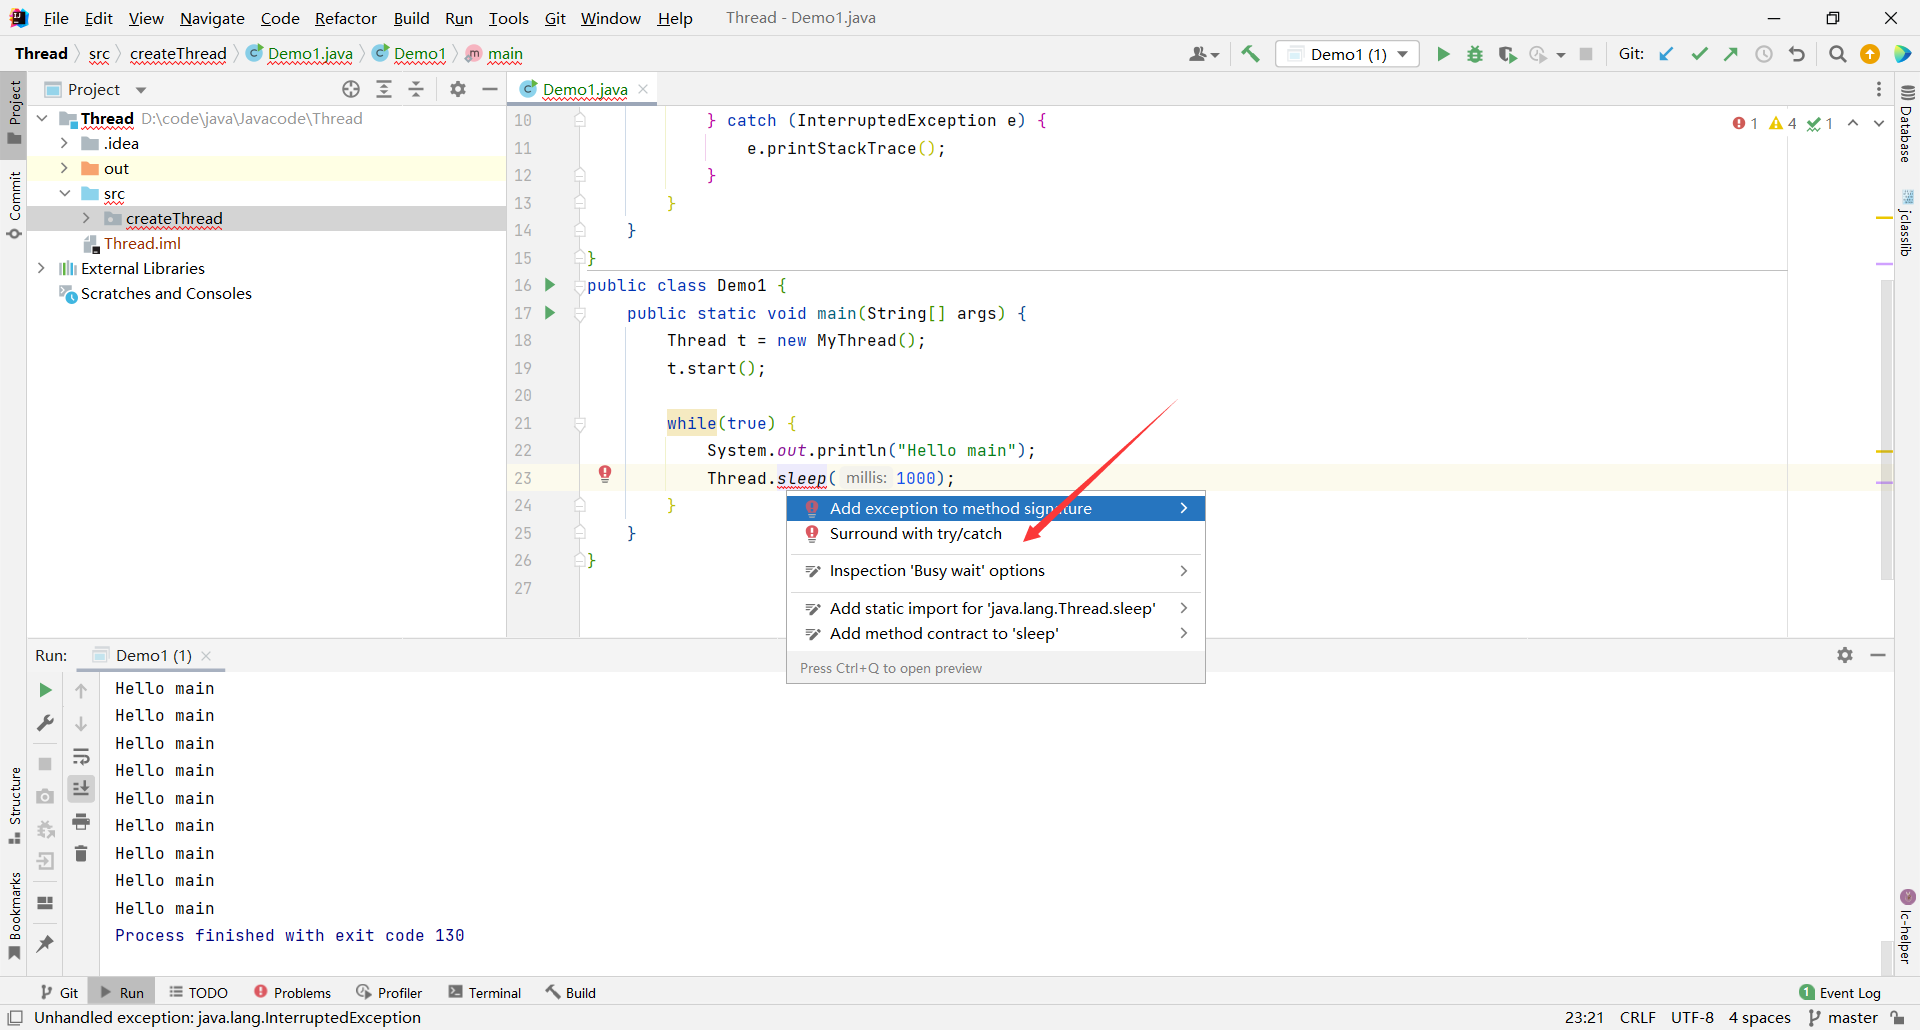 File Edit View Navigate Code Refactor Build Run Tools Git Window Help Thread - Demo1.java
Thread src createThread Demo1.java Demo1 main Demo1 (1) Git:
Project Demo1.java
Thread D:\code\java\Javacode\Thread
.idea
out
src
createThread
Thread.iml
External Libraries
Scratches and Consoles
Project
Commit
Structure
Bookmarks
10 } catch (InterruptedException e) {
11 e.printStackTrace();
12 }
13 }
14 }
15 }
16 public class Demo1 {
17 public static void main(String[] args) {
18 Thread t = new MyThread();
19 t.start();
20
21 while(true) {
22 System.out.println("Hello main");
23 Thread.sleep( millis: 1000);
24 }
25 }
26 }
27
1 4 1
Add exception to method signature
Surround with try/catch
Inspection 'Busy wait' options
Add static import for 'java.lang.Thread.sleep'
Add method contract to 'sleep'
Press Ctrl+Q to open preview
Database
jclasslib
lc-helper
Run: Demo1 (1)
Hello main
Hello main
Hello main
Hello main
Hello main
Hello main
Hello main
Hello main
Hello main
Process finished with exit code 130
Git Run TODO Problems Profiler Terminal Build 1 Event Log
Unhandled exception: java.lang.InterruptedException 23:21 CRLF UTF-8 4 spaces master